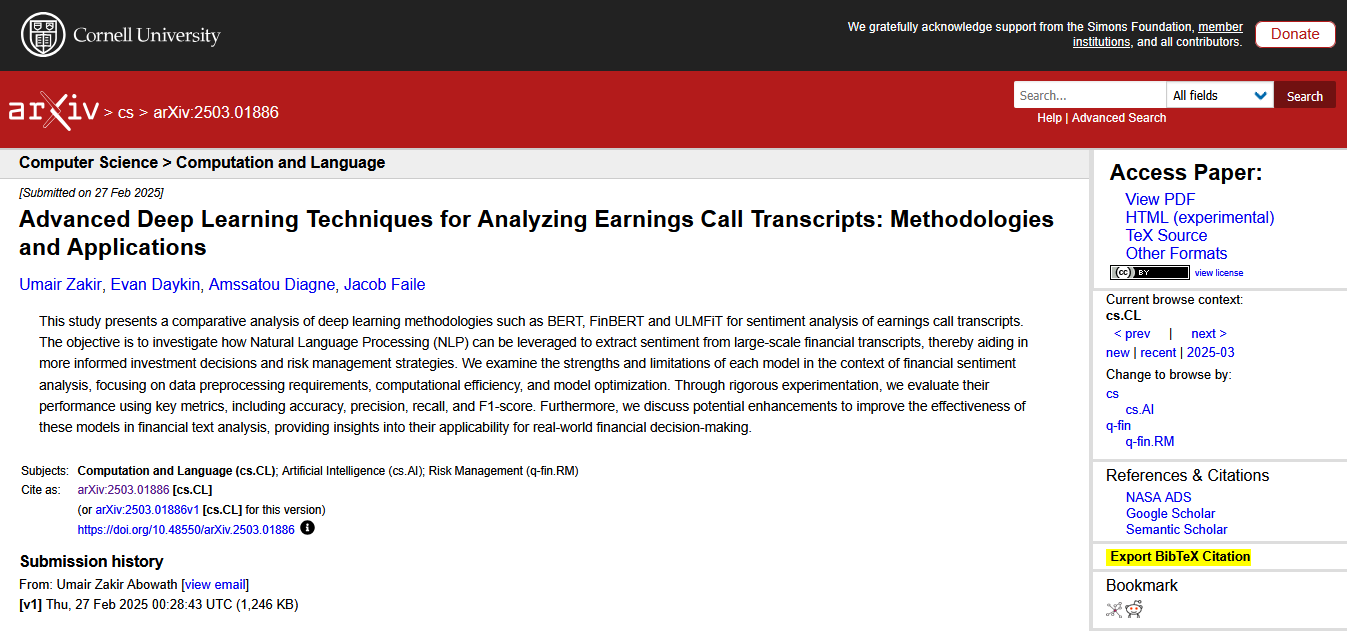 Cornell University
We gratefully acknowledge support from the Simons Foundation, member
institutions, and all contributors.
Donate
arXiv > cs > arXiv:2503.01886
Search...
All fields
Search
Help | Advanced Search
Computer Science > Computation and Language
[Submitted on 27 Feb 2025]
Advanced Deep Learning Techniques for Analyzing Earnings Call Transcripts: Methodologies
and Applications
Umair Zakir, Evan Daykin, Amssatou Diagne, Jacob Faile
This study presents a comparative analysis of deep learning methodologies such as BERT, FinBERT and ULMFiT for sentiment analysis of earnings call transcripts.
The objective is to investigate how Natural Language Processing (NLP) can be leveraged to extract sentiment from large-scale financial transcripts, thereby aiding in
more informed investment decisions and risk management strategies. We examine the strengths and limitations of each model in the context of financial sentiment
analysis, focusing on data preprocessing requirements, computational efficiency, and model optimization. Through rigorous experimentation, we evaluate their
performance using key metrics, including accuracy, precision, recall, and F1-score. Furthermore, we discuss potential enhancements to improve the effectiveness of
these models in financial text analysis, providing insights into their applicability for real-world financial decision-making.
Subjects: Computation and Language (cs.CL); Artificial Intelligence (cs.AI); Risk Management (q-fin.RM)
Cite as: arXiv:2503.01886 [cs.CL]
(or arXiv:2503.01886v1 [cs.CL] for this version)
https://doi.org/10.48550/arXiv.2503.01886
Submission history
From: Umair Zakir Abowath [view email]
[v1] Thu, 27 Feb 2025 00:28:43 UTC (1,246 KB)
Access Paper:
View PDF
HTML (experimental)
TeX Source
Other Formats
(cc) BY view license
Current browse context:
cs.CL
< prev | next >
new | recent | 2025-03
Change to browse by:
cs
cs.AI
q-fin
q-fin.RM
References & Citations
NASA ADS
Google Scholar
Semantic Scholar
Export BibTeX Citation
Bookmark